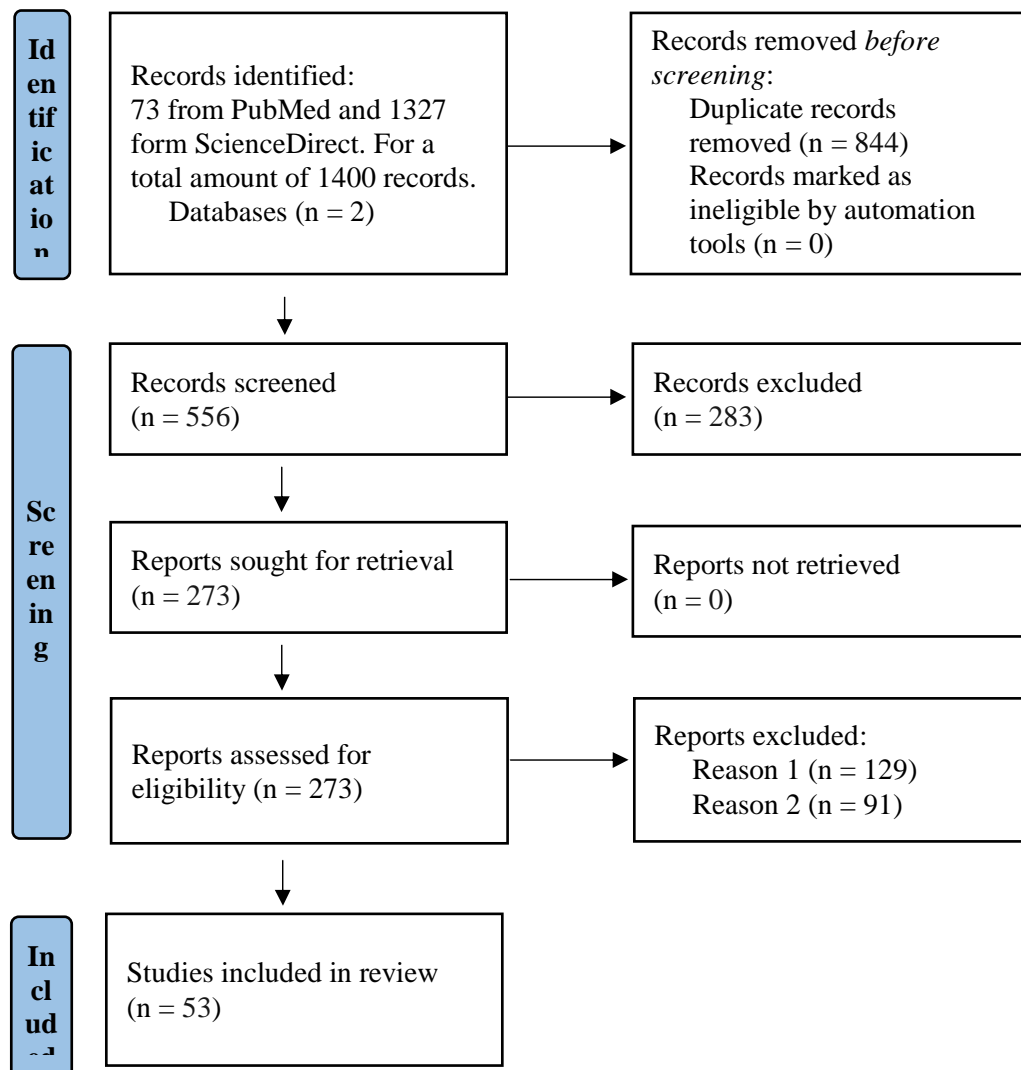 Id
en
tif
ic
at
io
n
Records identified:
73 from PubMed and 1327
form ScienceDirect. For a
total amount of 1400 records.
Databases (n = 2)
Records removed before
screening:
Duplicate records
removed (n = 844)
Records marked as
ineligible by automation
tools (n = 0)
Sc
re
en
in
g
Records screened
(n = 556)
Records excluded
(n = 283)
Reports sought for retrieval
(n = 273)
Reports not retrieved
(n = 0)
Reports assessed for
eligibility (n = 273)
Reports excluded:
Reason 1 (n = 129)
Reason 2 (n = 91)
In
cl
ud
ed
Studies included in review
(n = 53)